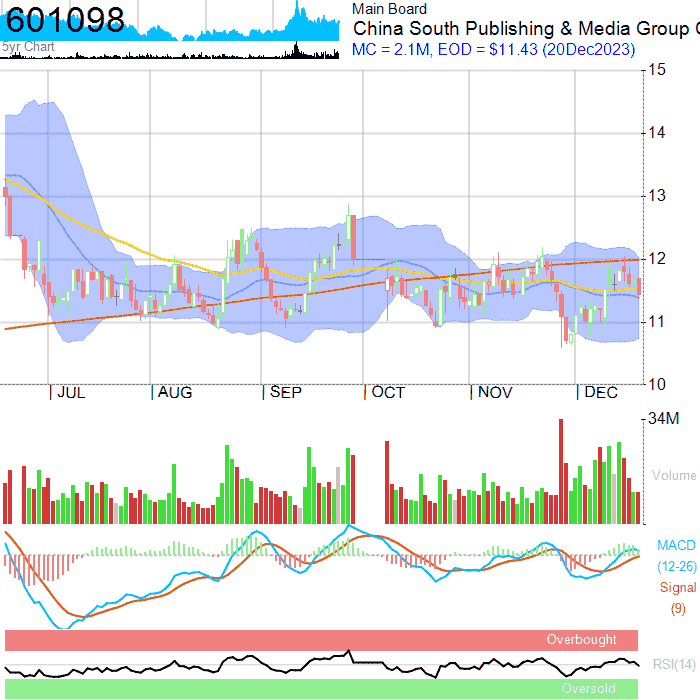 601098
5yr Chart
Main Board
China South Publishing & Media Group
MC = 2.1M, EOD = $11.43 (20Dec2023)
15
14
13
12
11
10
JUL
AUG
SEP
OCT
NOV
DEC
34M
Volume
MACD
(12-26)
Signal
(9)
Overbought
RSI(14)
Oversold